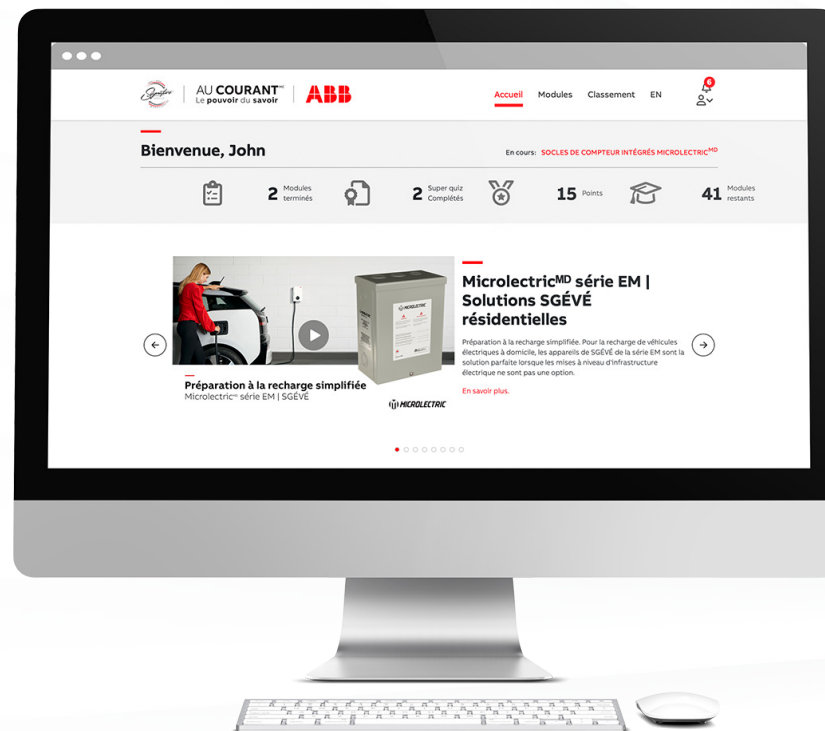 AU COURANT MC
Le pouvoir du savoir
ABB
Accueil
Modules
Classement
EN
6
Bienvenue, John
En cours: SOCLES DE COMPTEUR INTÉGRÉS MICROLECTRIC MD
2 Modules
terminés
2 Super quiz
Complétés
15 Points
41 Modules
restants
MICROLECTRIC
Préparation à la recharge simplifiée
Microlectric série EM | SGÉVÉ
MICROLECTRIC
Microlectric MD série EM |
Solutions SGÉVÉ
résidentielles
Préparation à la recharge simplifiée. Pour la recharge de véhicules
électriques à domicile, les appareils de SGÉVÉ de la série EM sont la
solution parfaite lorsque les mises à niveau d'infrastructure
électrique ne sont pas une option.
En savoir plus.